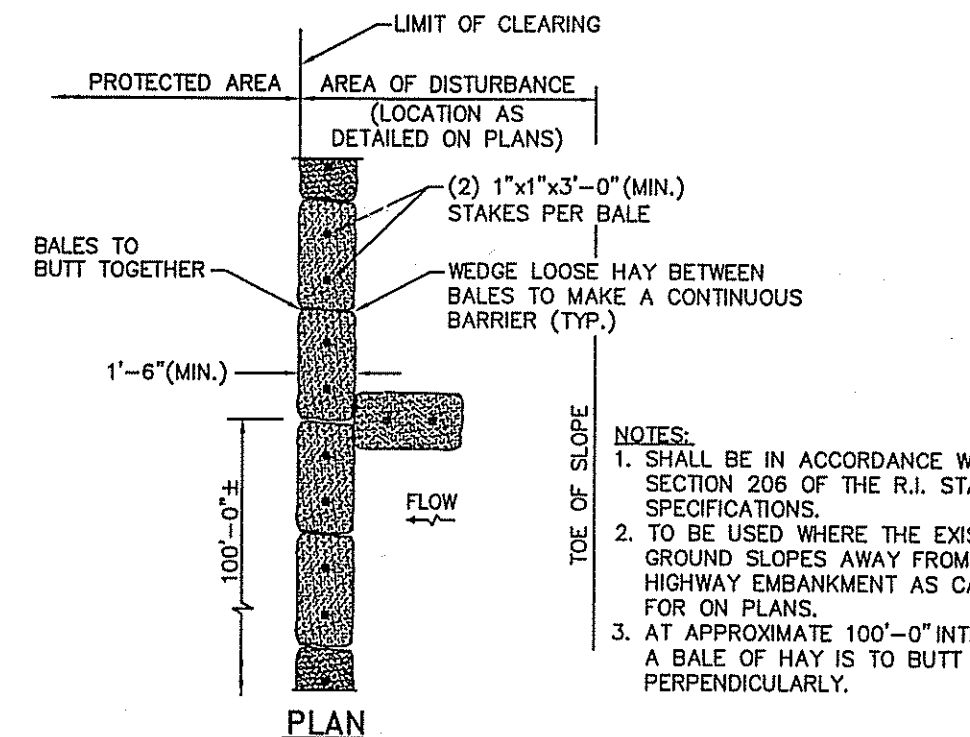 LIMIT OF CLEARING
PROTECTED AREA
AREA OF DISTURBANCE
(LOCATION AS
DETAILED ON PLANS)
(2) 1"x1"x3'-0"(MIN.)
STAKES PER BALE
BALES TO
BUTT TOGETHER
WEDGE LOOSE HAY BETWEEN
BALES TO MAKE A CONTINUOUS
BARRIER (TYP.)
1'-6"(MIN.)
100'-0"±
FLOW
TOE OF SLOPE
NOTES:
1. SHALL BE IN ACCORDANCE
SECTION 206 OF THE R.I.
SPECIFICATIONS.
2. TO BE USED WHERE THE
GROUND SLOPES AWAY FROM
HIGHWAY EMBANKMENT AS
FOR ON PLANS.
3. AT APPROXIMATE 100'-0"
A BALE OF HAY IS TO BUTT
PERPENDICULARLY.
PLAN